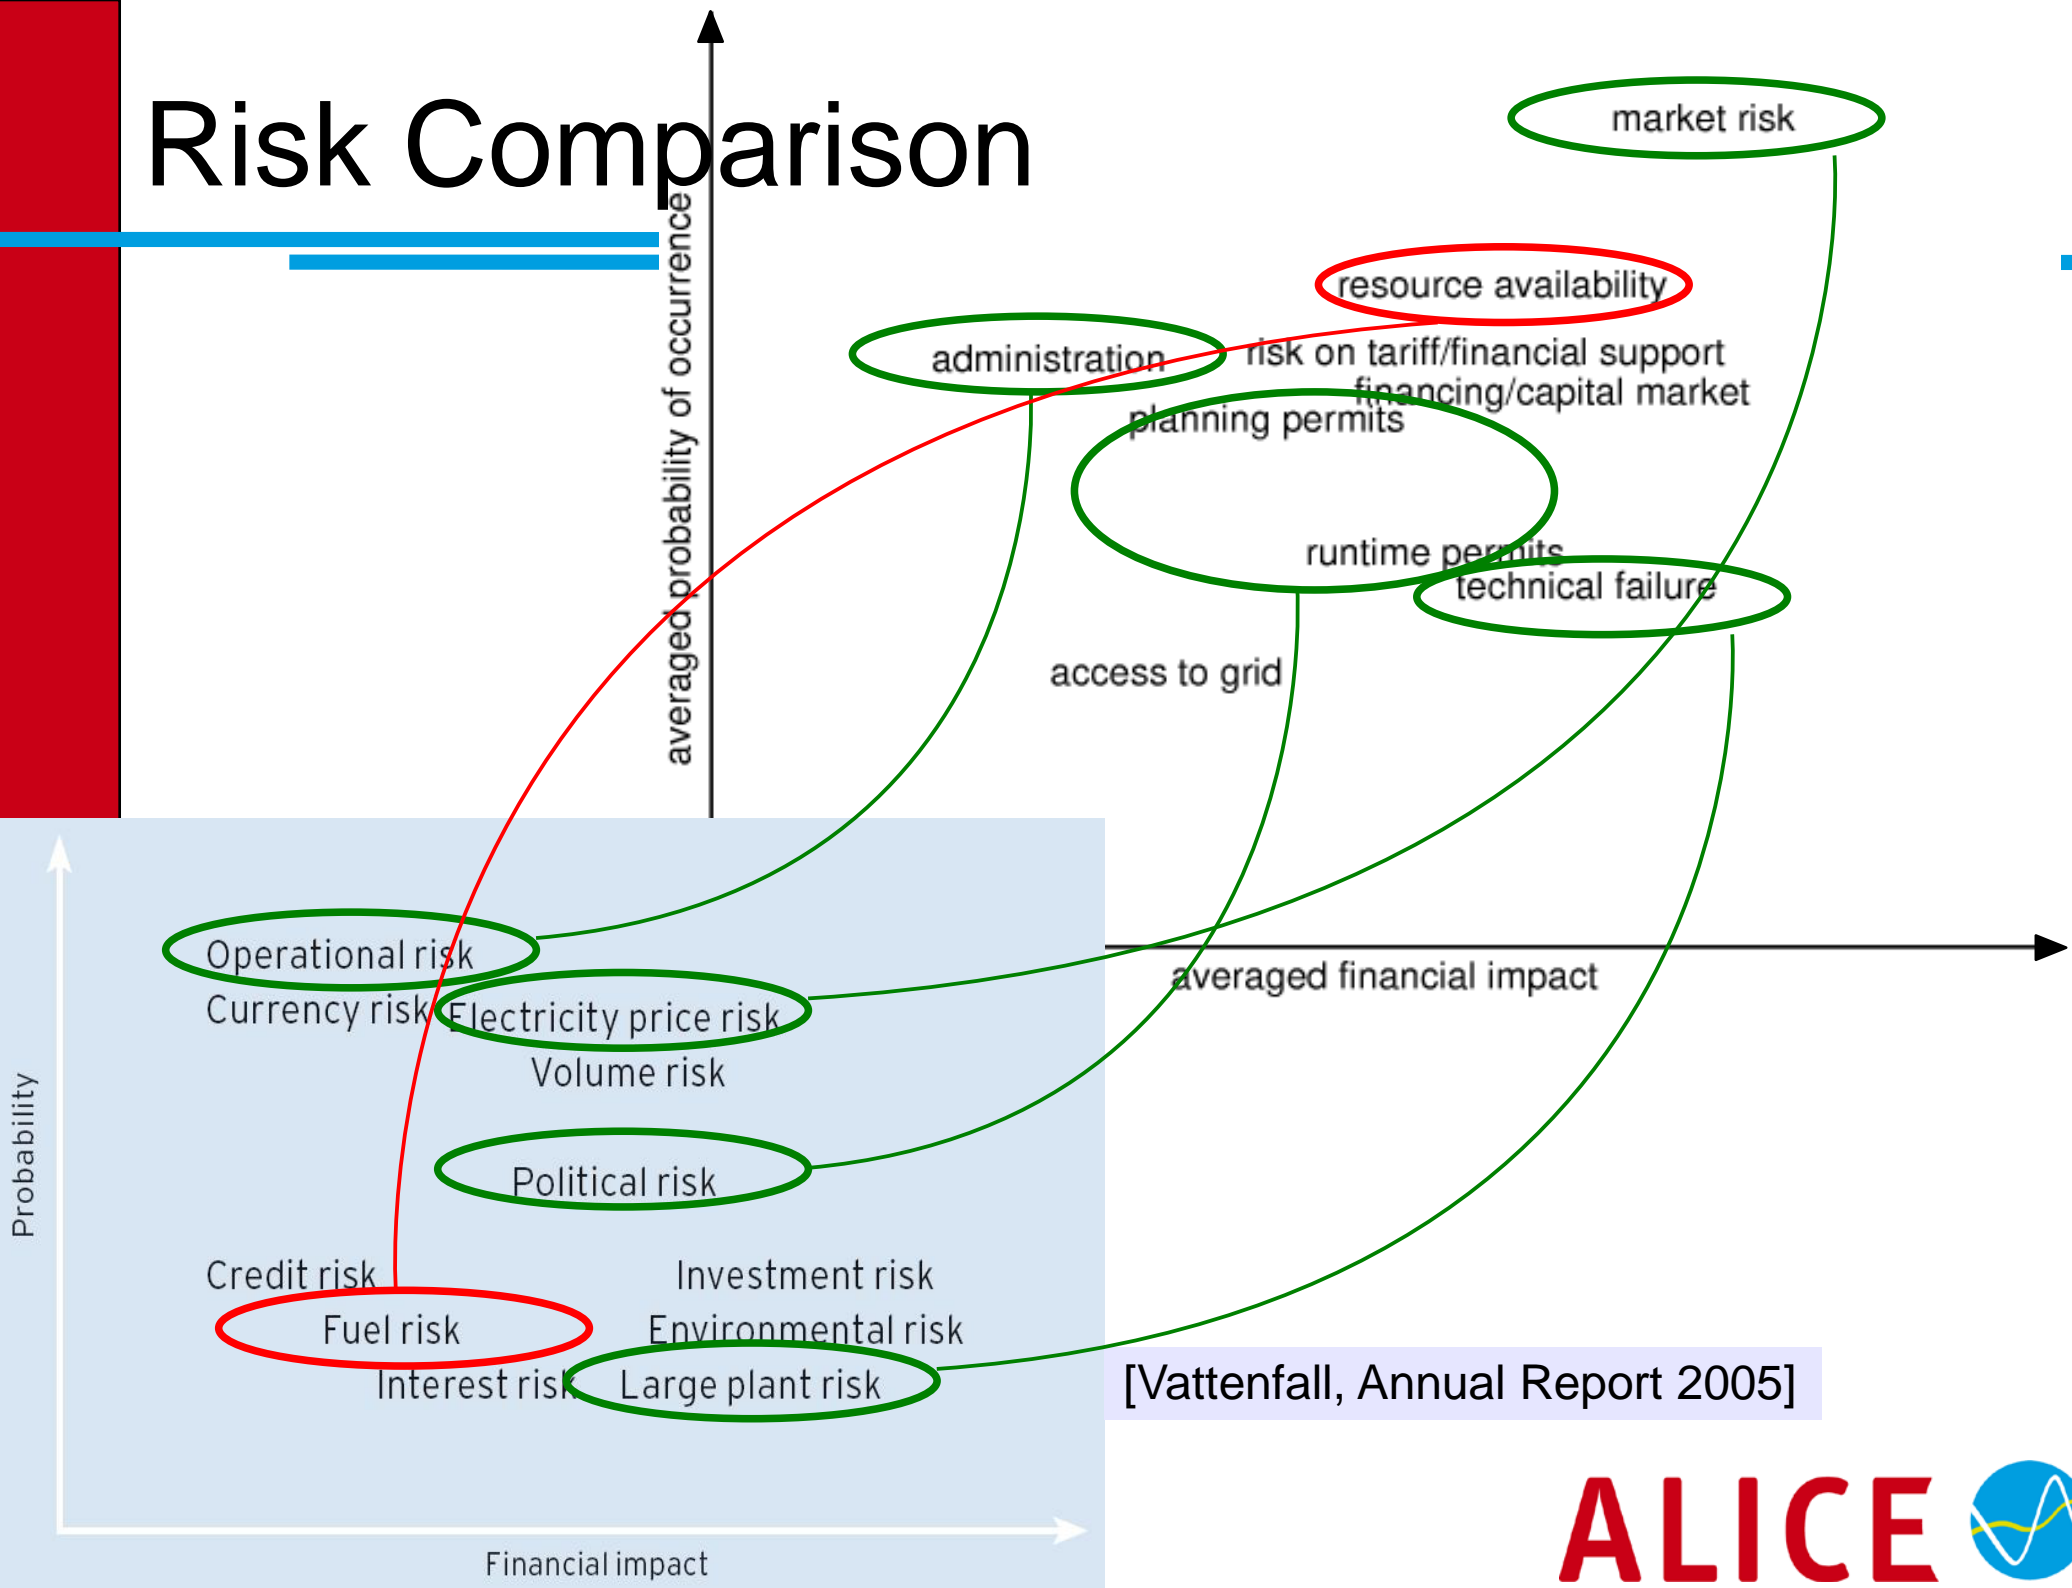 Risk Comparison
market risk
averaged probability of occurrence
resource availability
administration
risk on tariff/financial support
financing/capital market
planning permits
runtime permits
technical failure
access to grid
averaged financial impact
Operational risk
Currency risk
Electricity price risk
Volume risk
Probability
Political risk
Credit risk
Investment risk
Fuel risk
Environmental risk
Interest risk
Large plant risk
[Vattenfall, Annual Report 2005]
Financial impact
ALICE